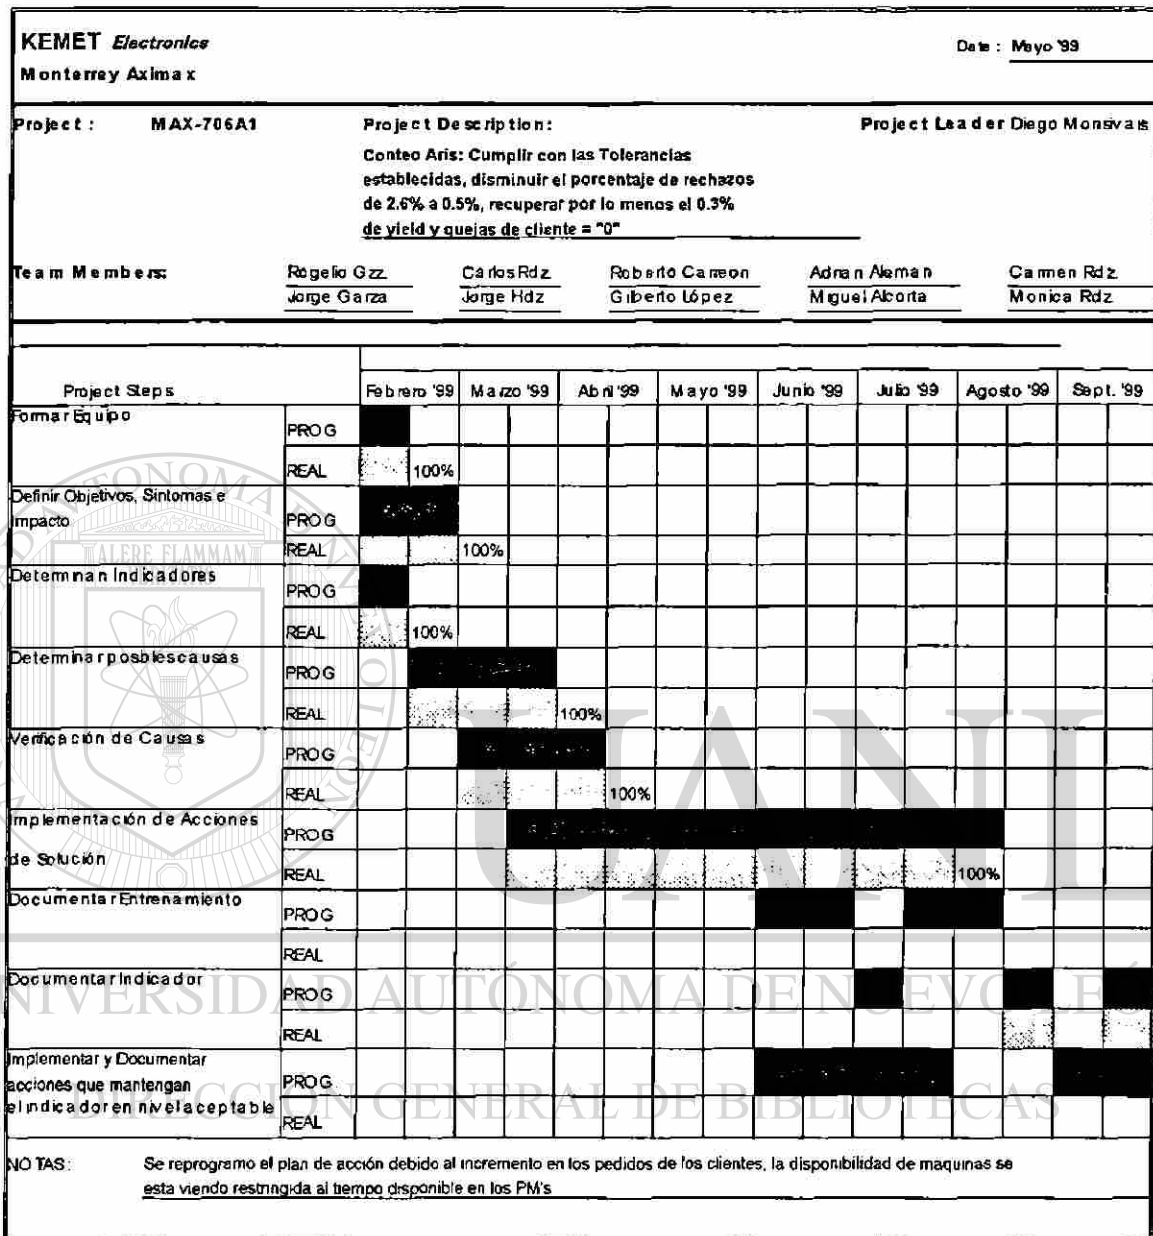 KEMET Electronics
Date : Mayo '99
Monterrey Aximax
Project : MAX-706A1 Project Description: Project Leader Diego Monsivais
Conteo Aris: Cumplir con las Tolerancias
establecidas, disminuir el porcentaje de rechazos
de 2.6% a 0.5%, recuperar por lo menos el 0.3%
de yield y quejas de cliente = "0"
Team Members: Rogelio Gzz. Carlos Rdz Roberto Carreon Adrian Aleman Carmen Rdz
Jorge Garza Jorge Hdz Gilberto López Miguel Alcorta Monica Rdz
Project Steps Febrero '99 Marzo '99 Abril '99 Mayo '99 Junio '99 Julio '99 Agosto '99 Sept. '99
Formar Equipo
PROG
REAL 100%
Definir Objetivos, Sintomas e
Impacto PROG
REAL 100%
Determinan Indicadores
PROG
REAL 100%
Determinar posbles causas
PROG
REAL 100%
Verificación de Causas
PROG
REAL 100%
Implementación de Acciones
PROG
de Solución
REAL 100%
Documentar Entrenamiento
PROG
REAL
Documentar Indicador
PROG
REAL
Implementar y Documentar
acciones que mantengan PROG
el indicador en nivel aceptable
REAL
NOTAS: Se reprogramo el plan de acción debido al incremento en los pedidos de los clientes, la disponibilidad de maquinas se
esta viendo restringida al tiempo disponible en los PM's
ALERE FLAMMAM
UANL
UNIVERSIDAD AUTÓNOMA DE NUEVO LEÓN
DIRECCIÓN GENERAL DE BIBLIOTECAS